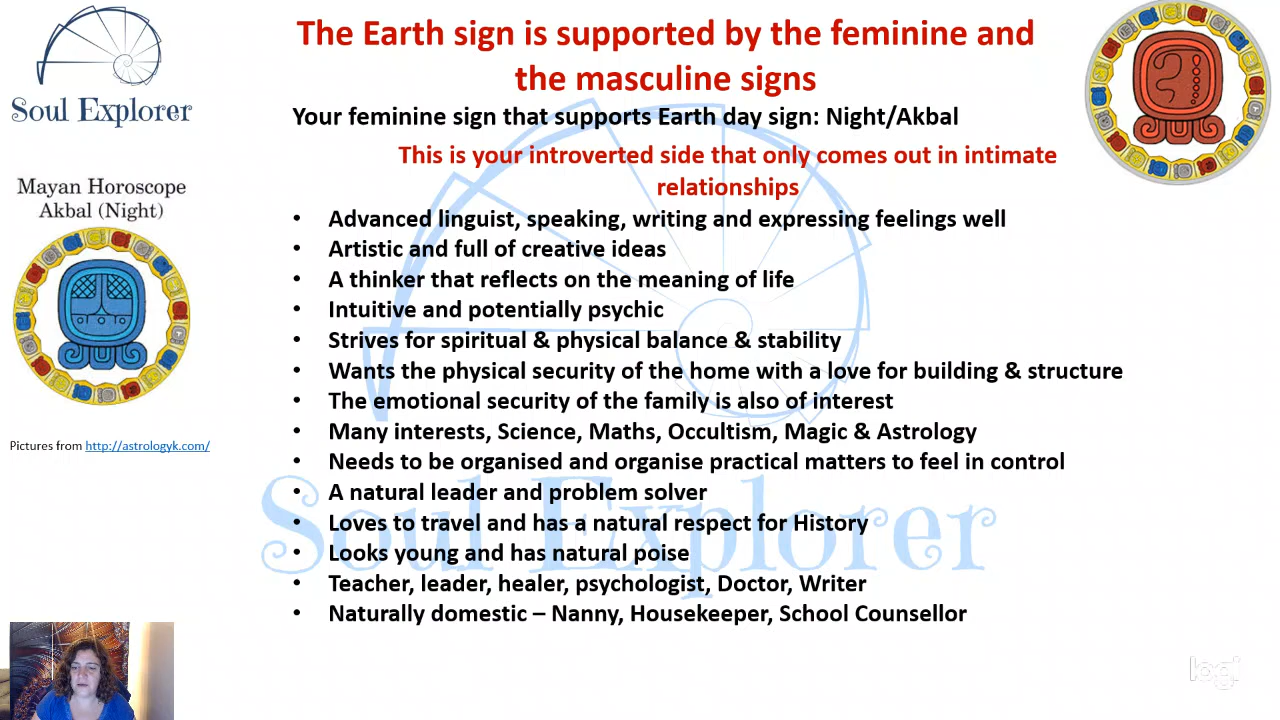 The Earth sign is supported by the feminine and
the masculine signs
Soul Explorer
Your feminine sign that supports Earth day sign: Night/Akbal
This is your introverted side that only comes out in intimate
relationships
Mayan Horoscope
Akbal (Night)
• Advanced linguist, speaking, writing and expressing feelings well
• Artistic and full of creative ideas
• A thinker that reflects on the meaning of life
• Intuitive and potentially psychic
• Strives for spiritual & physical balance & stability
• Wants the physical security of the home with a love for building & structure
• The emotional security of the family is also of interest
• Many interests, Science, Maths, Occultism, Magic & Astrology
• Needs to be organised and organise practical matters to feel in control
• A natural leader and problem solver
• Loves to travel and has a natural respect for History
• Looks young and has natural poise
• Teacher, leader, healer, psychologist, Doctor, Writer
• Naturally domestic – Nanny, Housekeeper, School Counsellor
Pictures from http://astrologyk.com/
Soul Explorer
logi